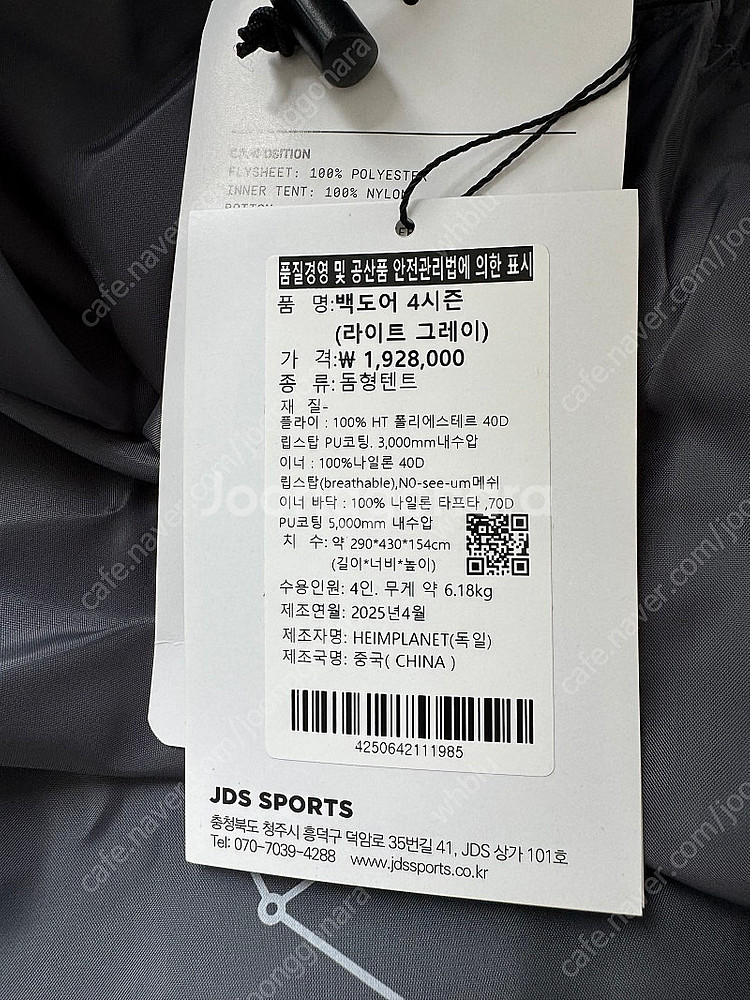 COMPOSITION
FLYSHEET: 100% POLYESTER
INNER TENT: 100% NYLON
품질경영 및 공산품 안전관리법에 의한 표시
품 명:백도어 4시즌
(라이트 그레이)
가 격:₩ 1,928,000
종 류:돔형텐트
재 질-
플라이 : 100% HT 폴리에스테르 40D
립스탑 PU코팅. 3,000mm내수압
이너 : 100%나일론 40D
립스탑(breathable),N0-see-um메쉬
이너 바닥 : 100% 나일론 타프타 ,70D
PU코팅 5,000mm 내수압
치 수: 약 290*430*154cm
(길이*너비*높이)
수용인원: 4인. 무게 약 6.18kg
제조연월: 2025년4월
제조자명: HEIMPLANET(독일)
제조국명: 중국( CHINA )
4250642111985
JDS SPORTS
충청북도 청주시 흥덕구 덕암로 35번길 41, JDS 상가 101호
Tel: 070-7039-4288 www.jdssports.co.kr
Joonggonara
cafe.naver.com/joonggonara
whblu